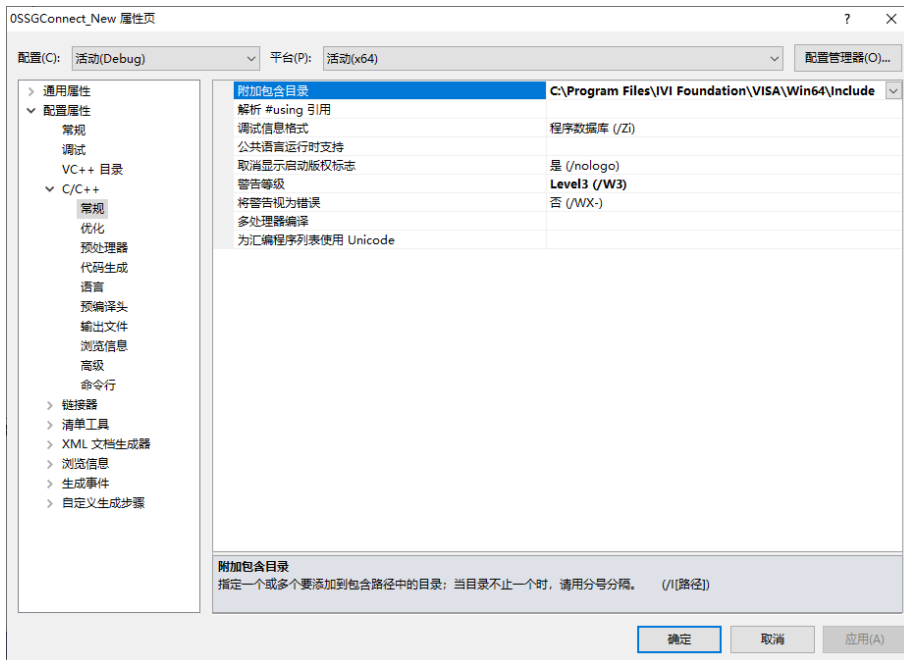 0SSGConnect_New 属性页
?
配置(C): 活动(Debug) 平台(P): 活动(x64) 配置管理器(O)...
通用属性
配置属性
常规
调试
VC++ 目录
C/C++
常规
优化
预处理器
代码生成
语言
预编译头
输出文件
浏览信息
高级
命令行
链接器
清单工具
XML 文档生成器
浏览信息
生成事件
自定义生成步骤
附加包含目录 C:\Program Files\IVI Foundation\VISA\Win64\Include
解析 #using 引用
调试信息格式 程序数据库 (/Zi)
公共语言运行时支持
取消显示启动版权标志 是 (/nologo)
警告等级 Level3 (/W3)
将警告视为错误 否 (/WX-)
多处理器编译
为汇编程序列表使用 Unicode
附加包含目录
指定一个或多个要添加到包含路径中的目录；当目录不止一个时，请用分号分隔。 (/I[路径])
确定 取消 应用(A)